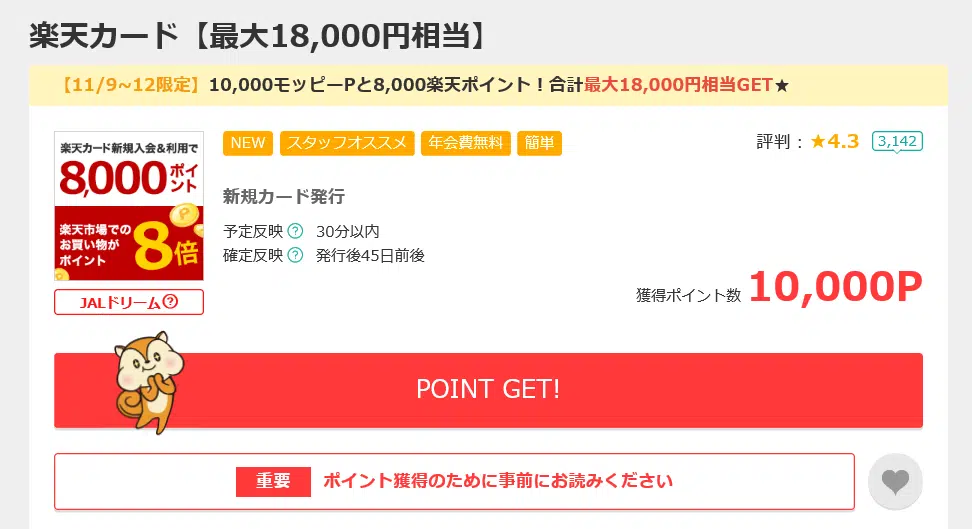 楽天カード【最大18,000円相当】
【11/9~12限定】10,000モッピーPと8,000楽天ポイント！合計最大18,000円相当GET★
楽天カード新規入会&利用で
8,000ポイント
楽天市場での
お買い物が
ポイント
8倍
JALドリーム?
NEW スタッフオススメ 年会費無料 簡単
評判：★4.3 3,142
新規カード発行
予定反映? 30分以内
確定反映? 発行後45日前後
獲得ポイント数 10,000P
POINT GET!
重要 ポイント獲得のために事前にお読みください